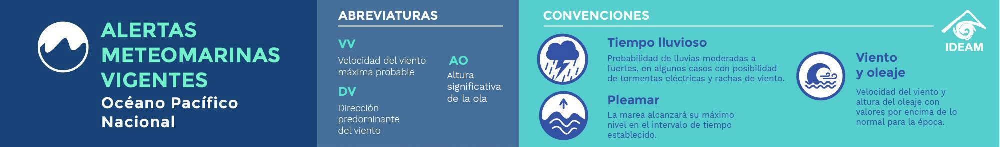 ALERTAS
METEOMARINAS
VIGENTES
Océano Pacífico
Nacional
ABREVIATURAS
VV
Velocidad del viento
máxima probable
DV
Dirección
predominante
del viento
AO
Altura
significativa
de la ola
CONVENCIONES
Tiempo lluvioso
Probabilidad de lluvias moderadas a
fuertes, en algunos casos con posibilidad
de tormentas eléctricas y rachas de viento.
Pleamar
La marea alcanzará su máximo
nivel en el intervalo de tiempo
establecido.
Viento
y oleaje
Velocidad del viento y
altura del oleaje con
valores por encima de lo
normal para la época.
IDEAM